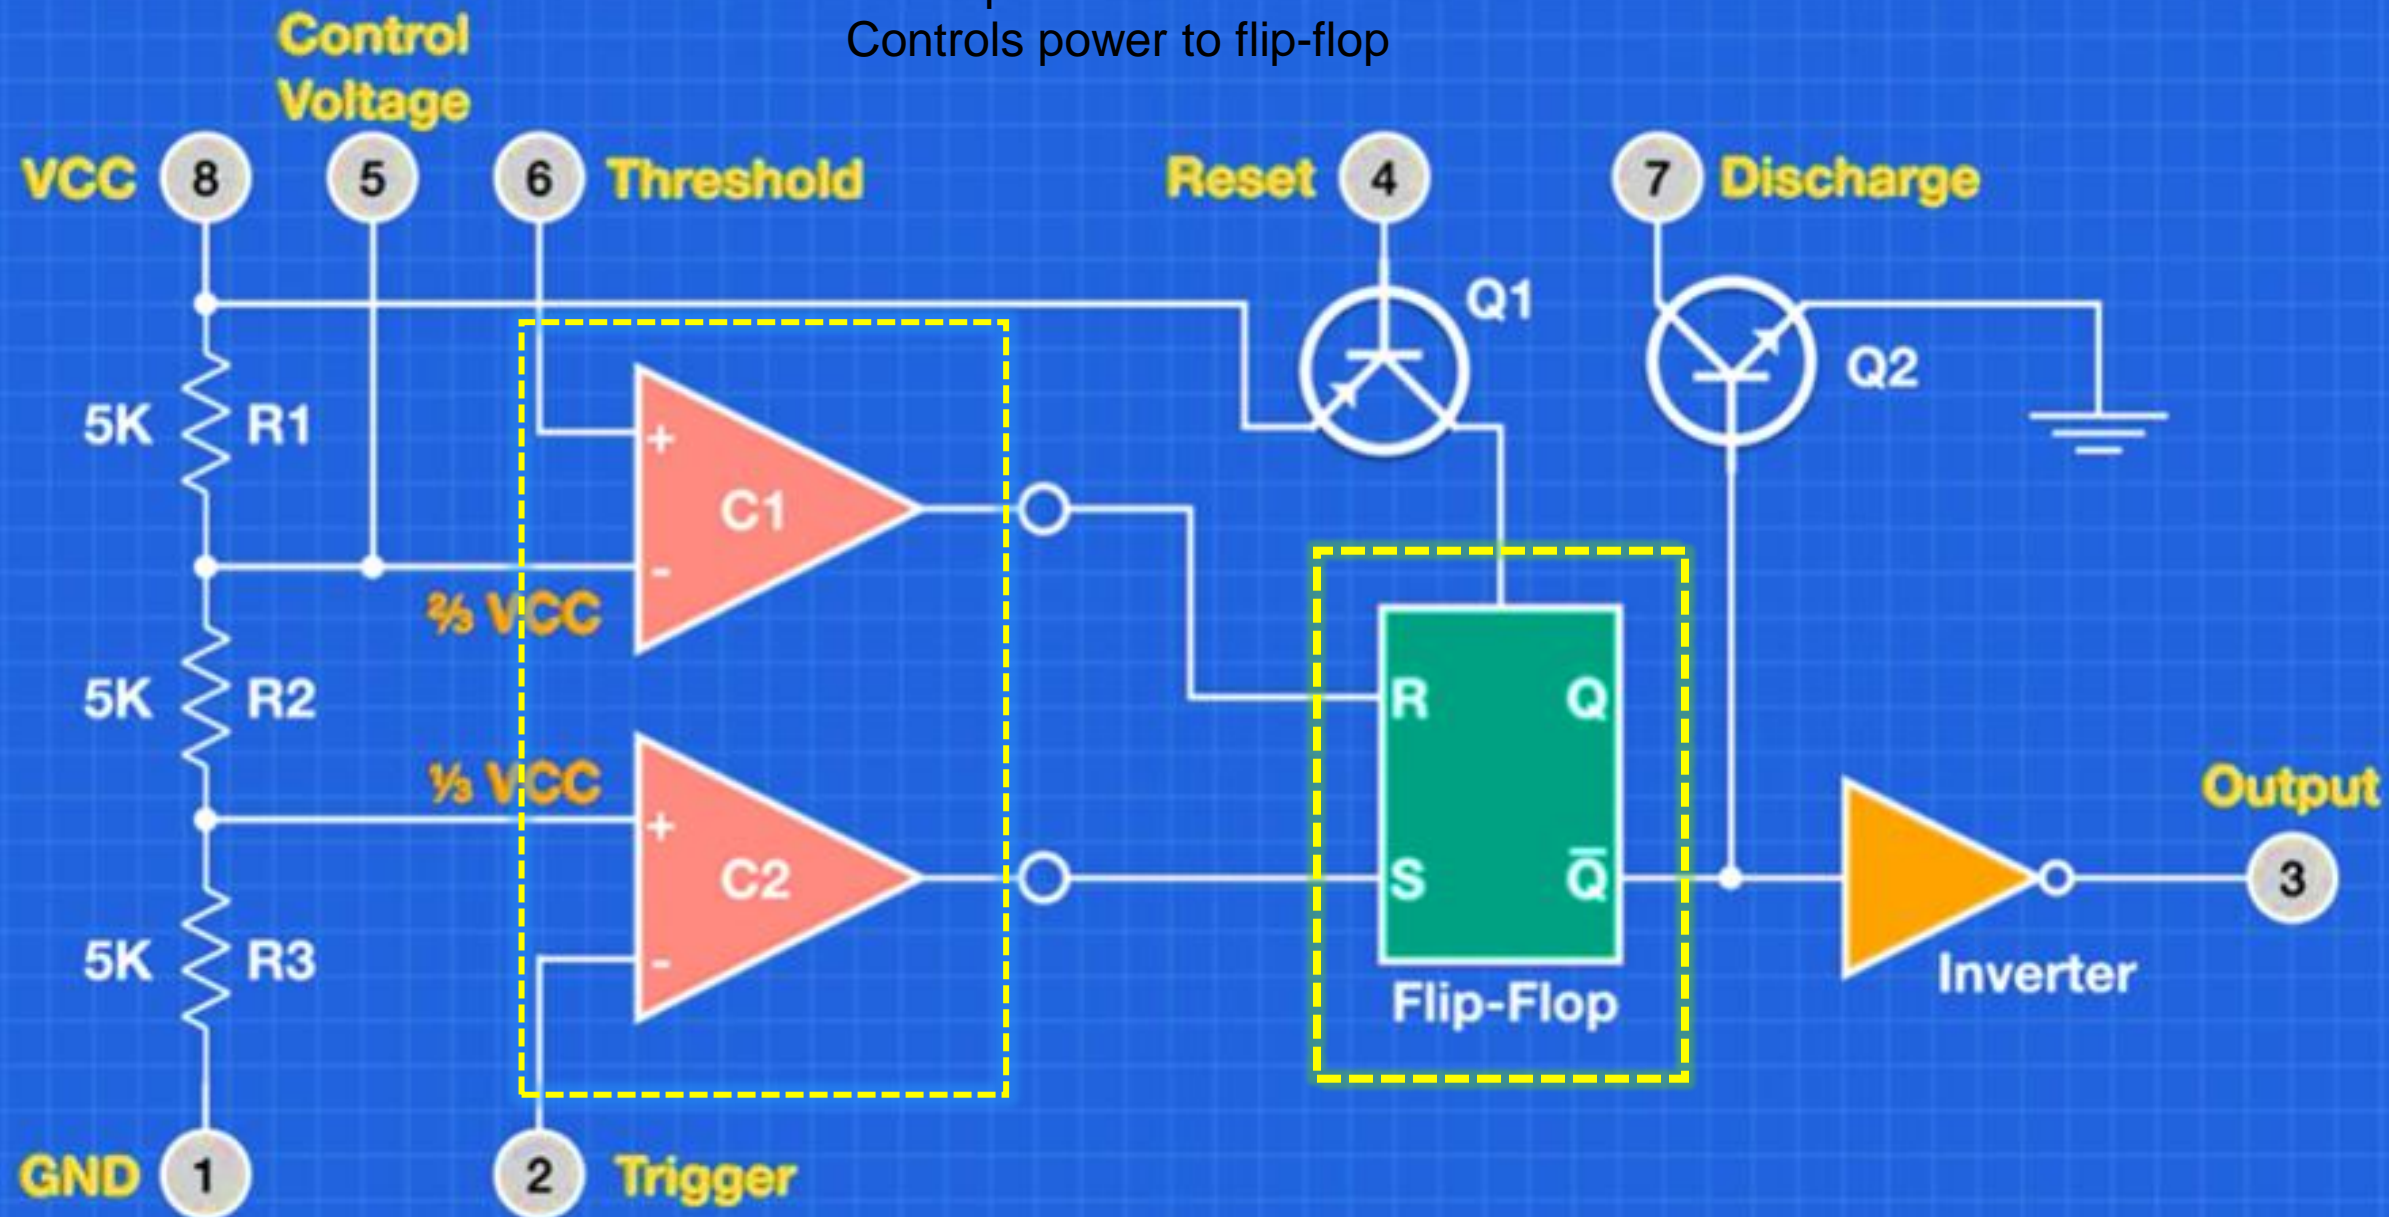 Controls power to flip-flop
Control
Voltage
VCC 8 5 6 Threshold Reset 4 7 Discharge
Q1
Q2
5K R1
+
C1
-
⅔ VCC
5K R2
R Q
⅓ VCC
+
C2
-
S Q̅
Output
3
5K R3
Inverter
Flip-Flop
GND 1 2 Trigger